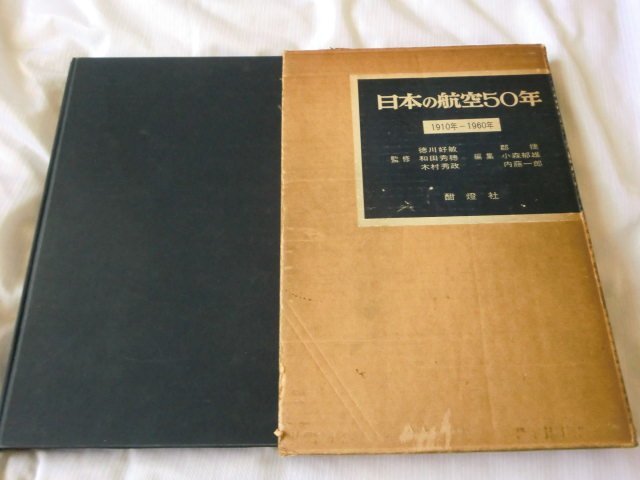 日本の航空50年
1910年－1960年
監修 徳川好敏 和田秀穂 木村秀政
編集 郡捷 小森郁雄 内藤一郎
酣燈社